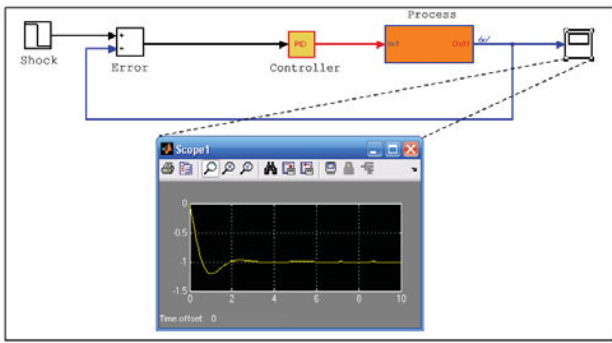 Process
+
-
PID
In1
Out1
Shock
Error
Controller
Scope1
0
-0.5
-1
-1.5
0
2
4
6
8
10
Time offset: 0